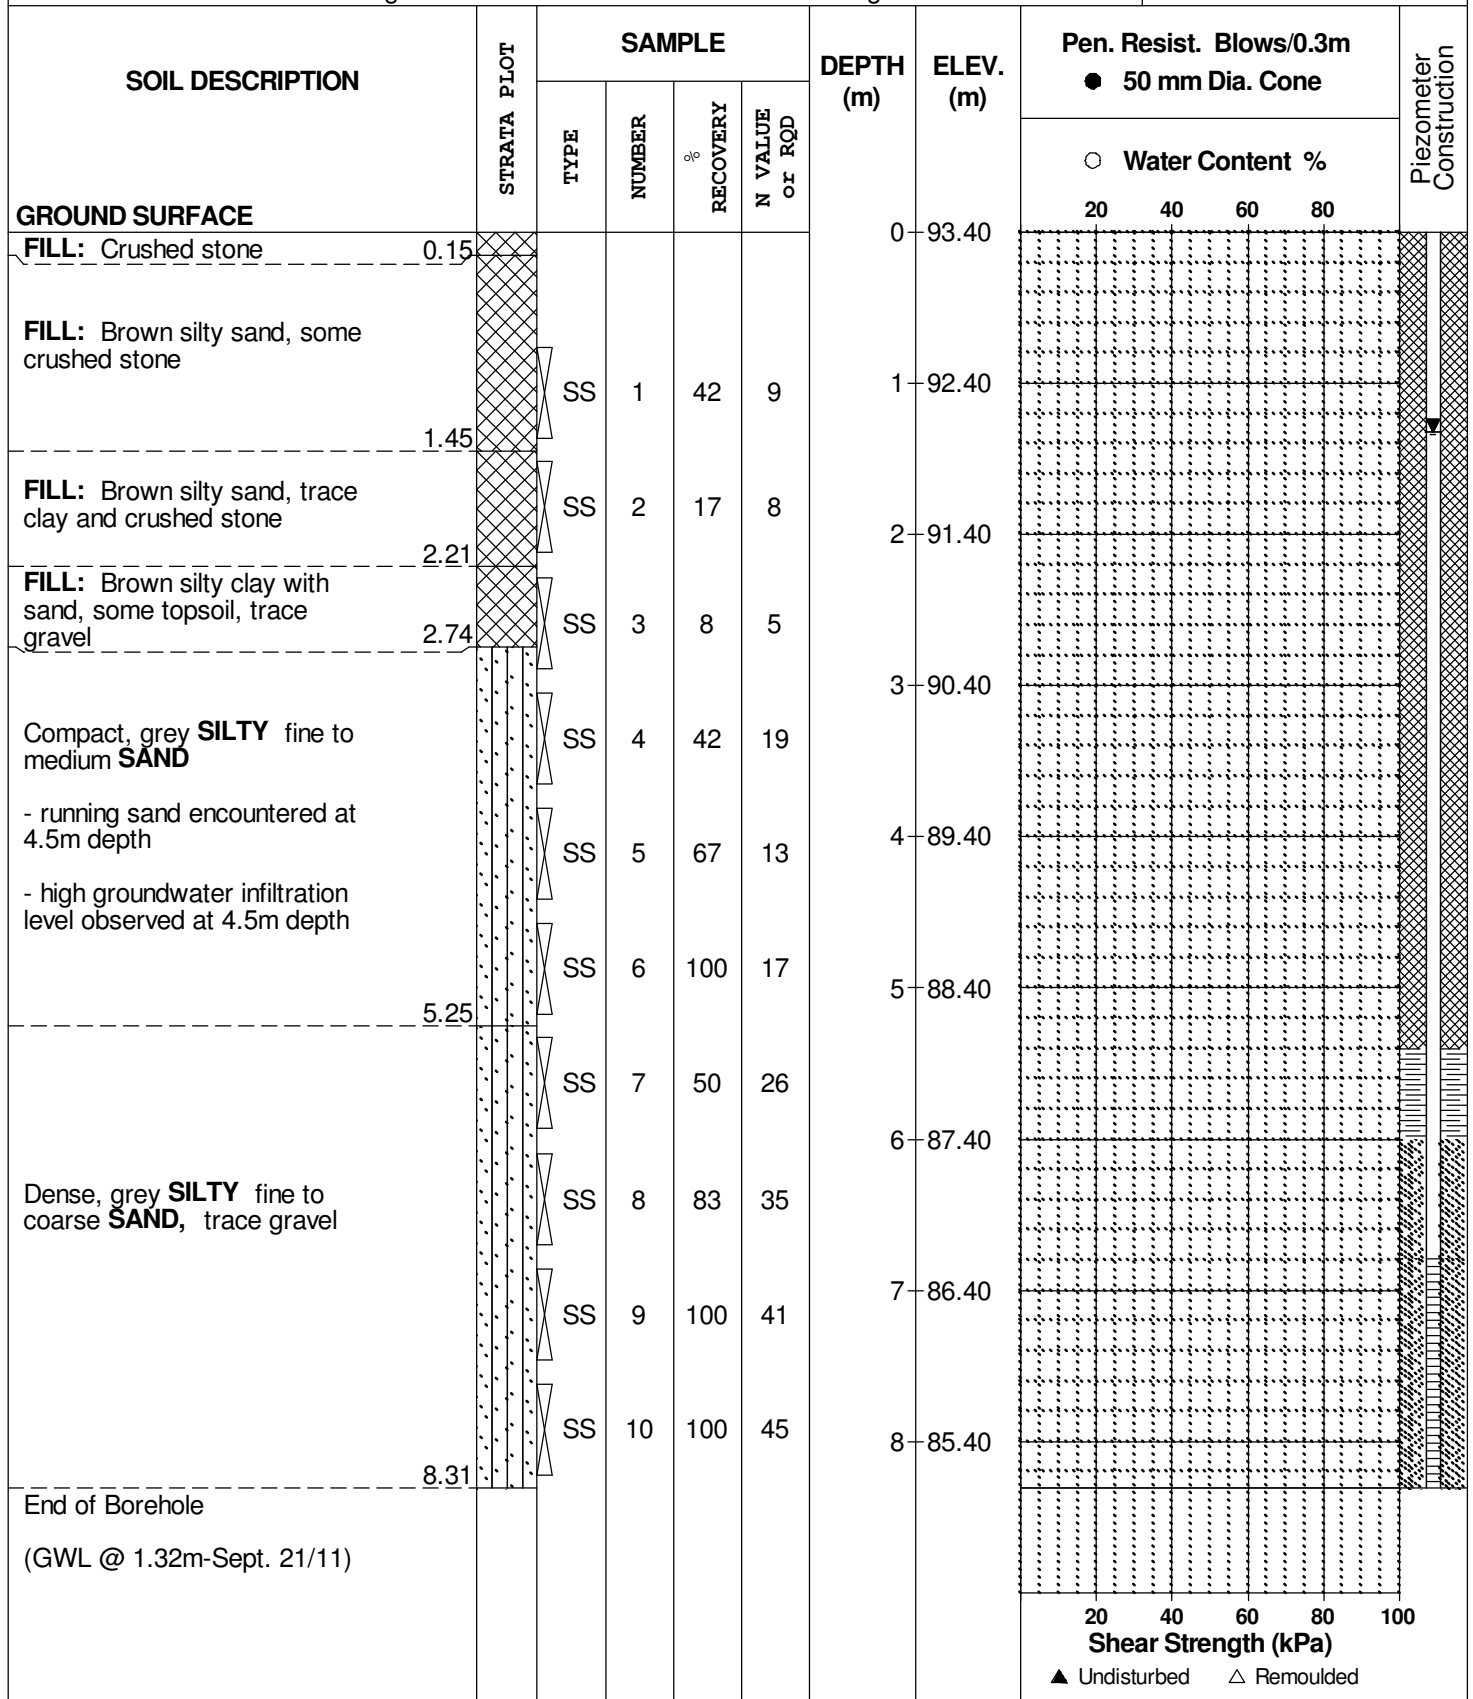 SOIL DESCRIPTION
GROUND SURFACE
STRATA PLOT
SAMPLE
TYPE
NUMBER
%
RECOVERY
N VALUE
or RQD
DEPTH
(m)
ELEV.
(m)
Pen. Resist. Blows/0.3m
● 50 mm Dia. Cone
○ Water Content %
20 40 60 80
Piezometer
Construction
0 93.40
FILL: Crushed stone 0.15
FILL: Brown silty sand, some
crushed stone
SS 1 42 9
1 92.40
1.45
FILL: Brown silty sand, trace
clay and crushed stone
SS 2 17 8
2 91.40
2.21
FILL: Brown silty clay with
sand, some topsoil, trace
gravel 2.74
SS 3 8 5
3 90.40
Compact, grey SILTY fine to
medium SAND
SS 4 42 19
- running sand encountered at
4.5m depth
4 89.40
SS 5 67 13
- high groundwater infiltration
level observed at 4.5m depth
SS 6 100 17
5 88.40
5.25
SS 7 50 26
6 87.40
Dense, grey SILTY fine to
coarse SAND, trace gravel
SS 8 83 35
7 86.40
SS 9 100 41
SS 10 100 45
8 85.40
8.31
End of Borehole
(GWL @ 1.32m-Sept. 21/11)
20 40 60 80 100
Shear Strength (kPa)
▲ Undisturbed △ Remoulded